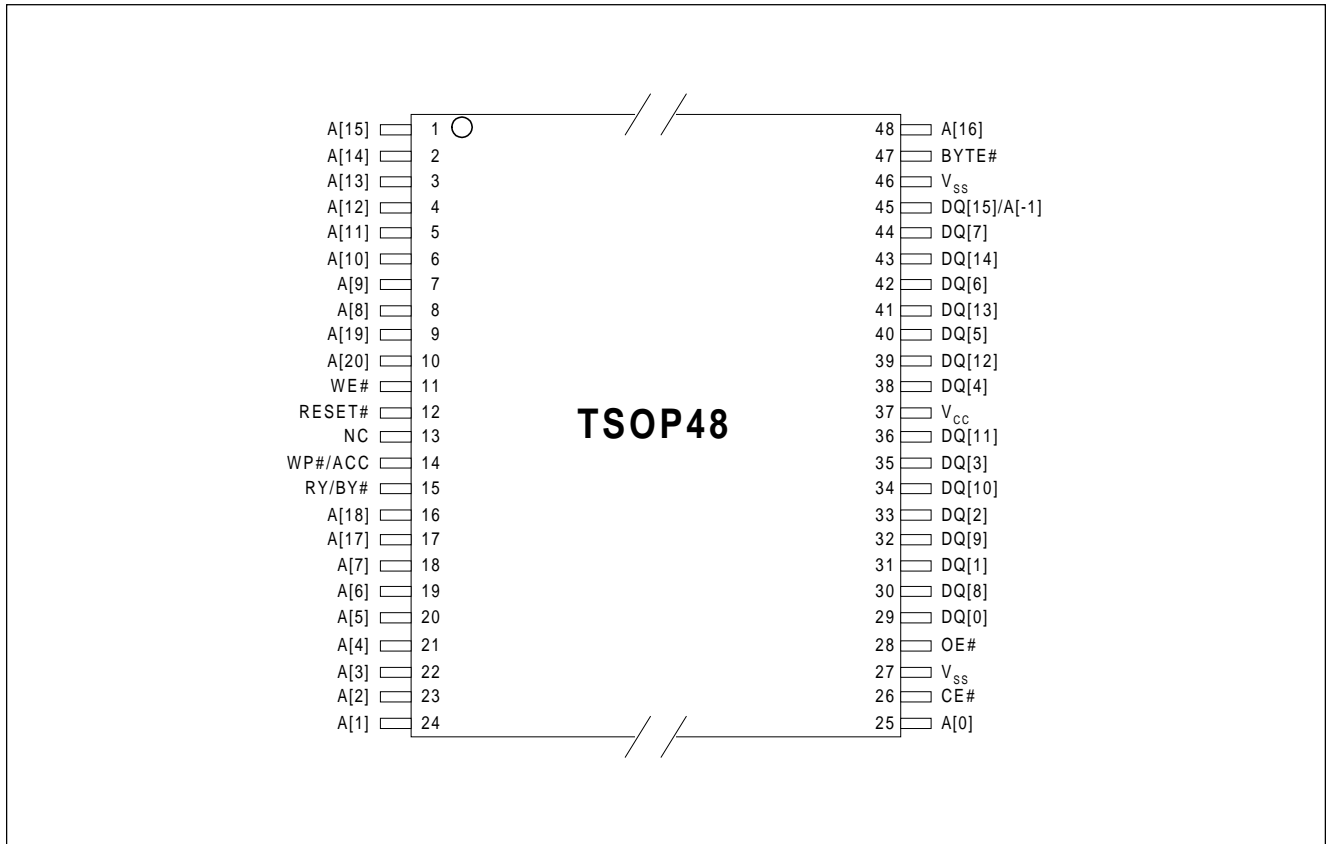 A[15] 1 48 A[16]
A[14] 2 47 BYTE#
A[13] 3 46 VSS
A[12] 4 45 DQ[15]/A[-1]
A[11] 5 44 DQ[7]
A[10] 6 43 DQ[14]
A[9] 7 42 DQ[6]
A[8] 8 41 DQ[13]
A[19] 9 40 DQ[5]
A[20] 10 39 DQ[12]
WE# 11 38 DQ[4]
RESET# 12 37 VCC
TSOP48
NC 13 36 DQ[11]
WP#/ACC 14 35 DQ[3]
RY/BY# 15 34 DQ[10]
A[18] 16 33 DQ[2]
A[17] 17 32 DQ[9]
A[7] 18 31 DQ[1]
A[6] 19 30 DQ[8]
A[5] 20 29 DQ[0]
A[4] 21 28 OE#
A[3] 22 27 VSS
A[2] 23 26 CE#
A[1] 24 25 A[0]